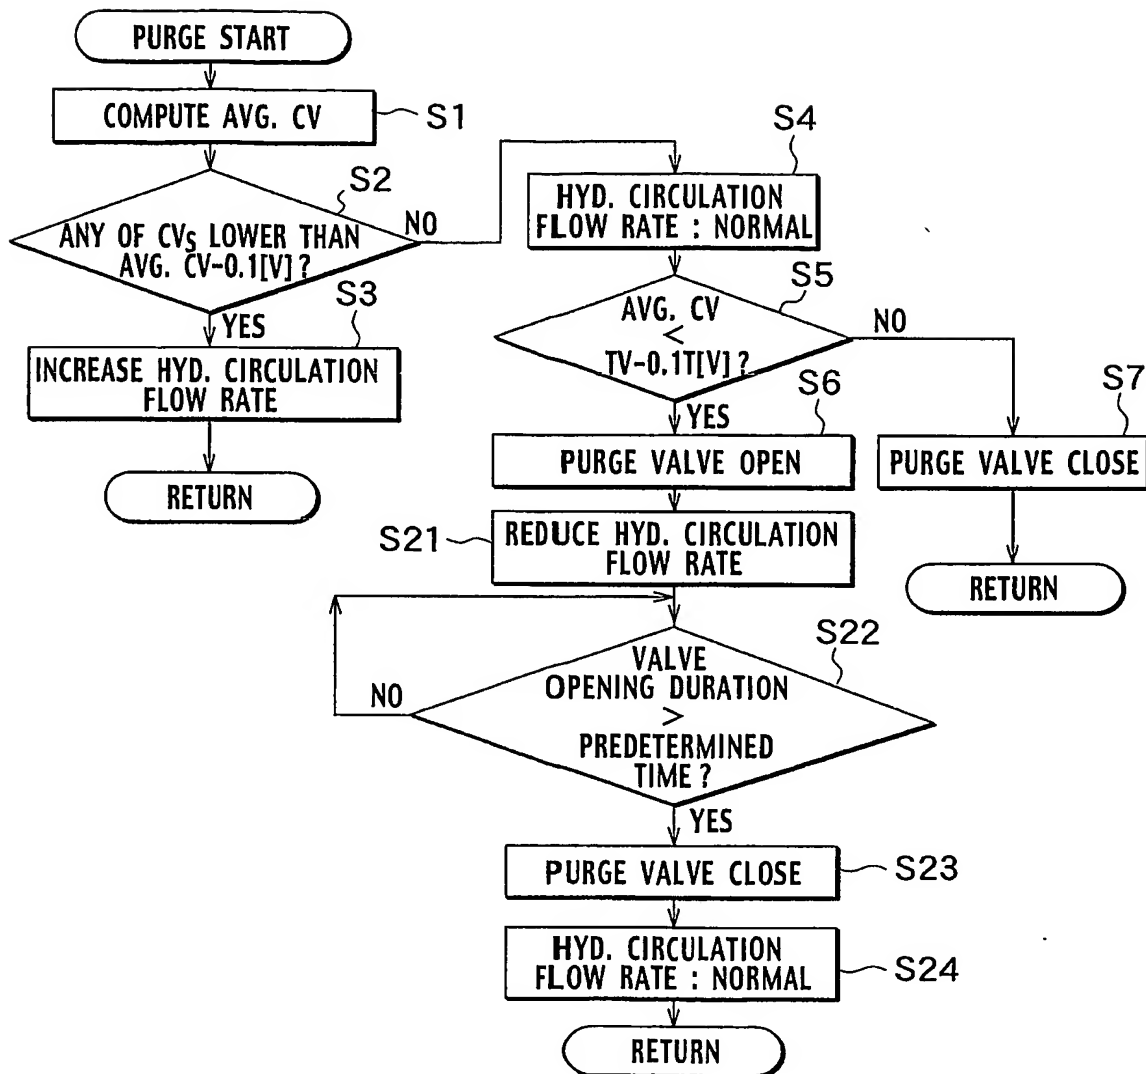 PURGE START
COMPUTE AVG. CV
S1
S2
ANY OF CVS LOWER THAN
AVG. CV-0.1[V] ?
NO
YES
S3
INCREASE HYD. CIRCULATION
FLOW RATE
RETURN
S4
HYD. CIRCULATION
FLOW RATE : NORMAL
S5
AVG. CV
<
TV-0.1T[V] ?
NO
YES
S6
PURGE VALVE OPEN
S7
PURGE VALVE CLOSE
RETURN
S21
REDUCE HYD. CIRCULATION
FLOW RATE
S22
VALVE
OPENING DURATION
>
PREDETERMINED
TIME ?
NO
YES
PURGE VALVE CLOSE
S23
HYD. CIRCULATION
FLOW RATE : NORMAL
S24
RETURN